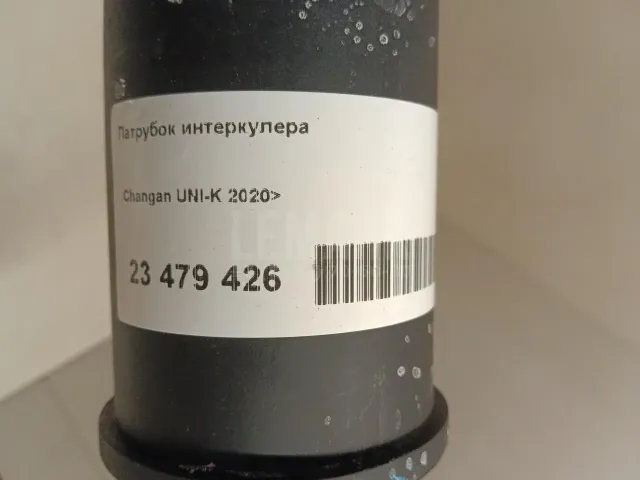 Патрубок интеркулера
Changan UNI-K 2020>
23 479 426